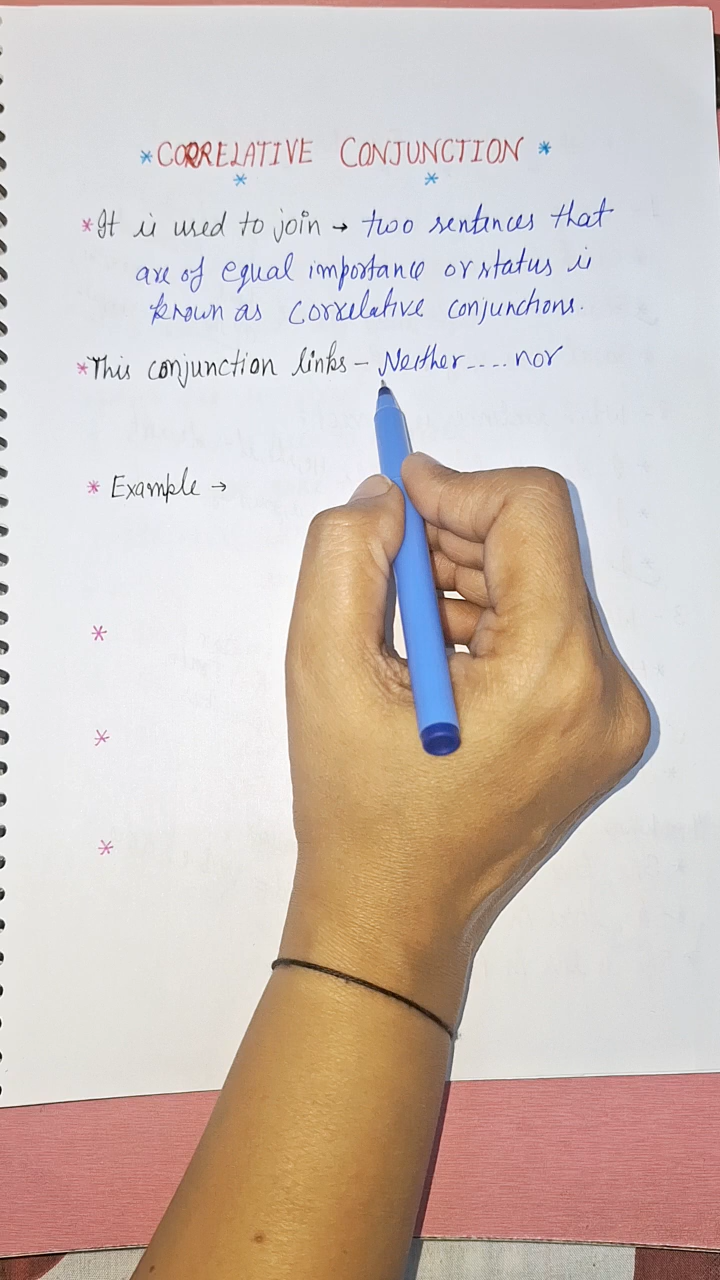 *CORRELATIVE CONJUNCTION*
* *
*It is used to join → two sentences that
are of equal importance or status is
known as correlative conjunctions.
*This conjunction links - Neither.....nor
* Example →
*
*
*